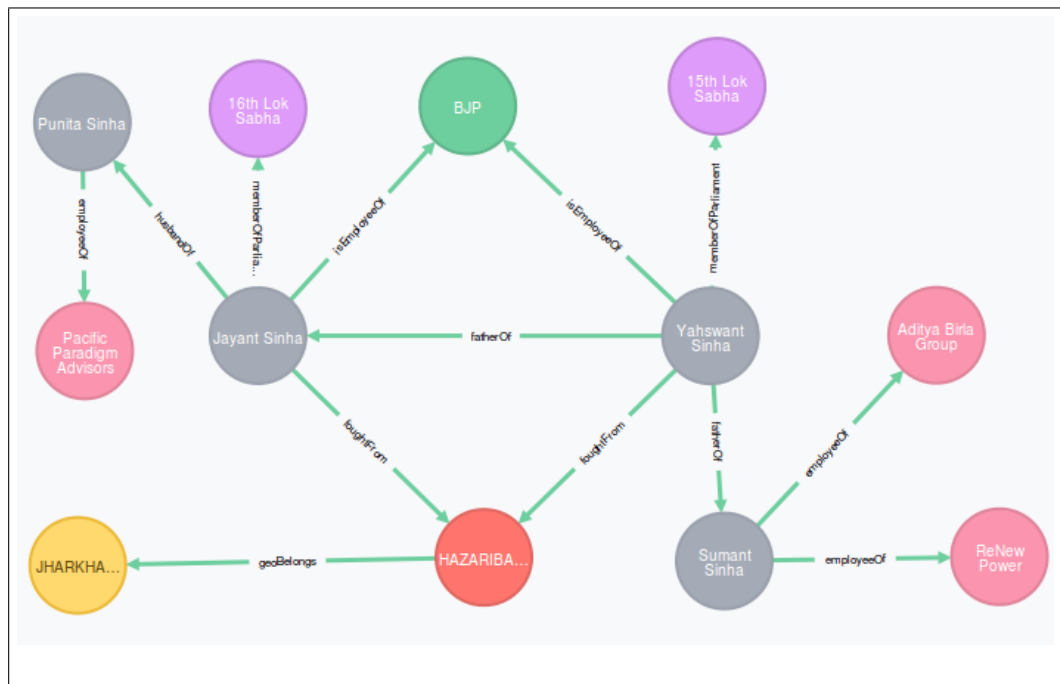 Punita Sinha
16th Lok
Sabha
BJP
15th Lok
Sabha
employeeOf
husbandOf
memberOfParlia...
isEmployeeOf
isEmployeeOf
memberOfParliament
Pacific
Paradigm
Advisors
Jayant Sinha
fatherOf
Yahswant
Sinha
Aditya Birla
Group
foughtFrom
foughtFrom
fatherOf
employeeOf
JHARKHA...
geoBelongs
HAZARIBA...
Sumant
Sinha
employeeOf
ReNew
Power